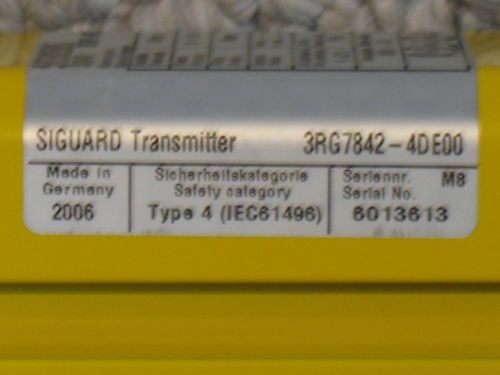 SIGUARD Transmitter 3RG7842-4DE00
Made in Germany
2006
Sicherheitskategorie
Safety category
Type 4 (IEC61496)
Seriennr.
Serial No.
M8
6013613